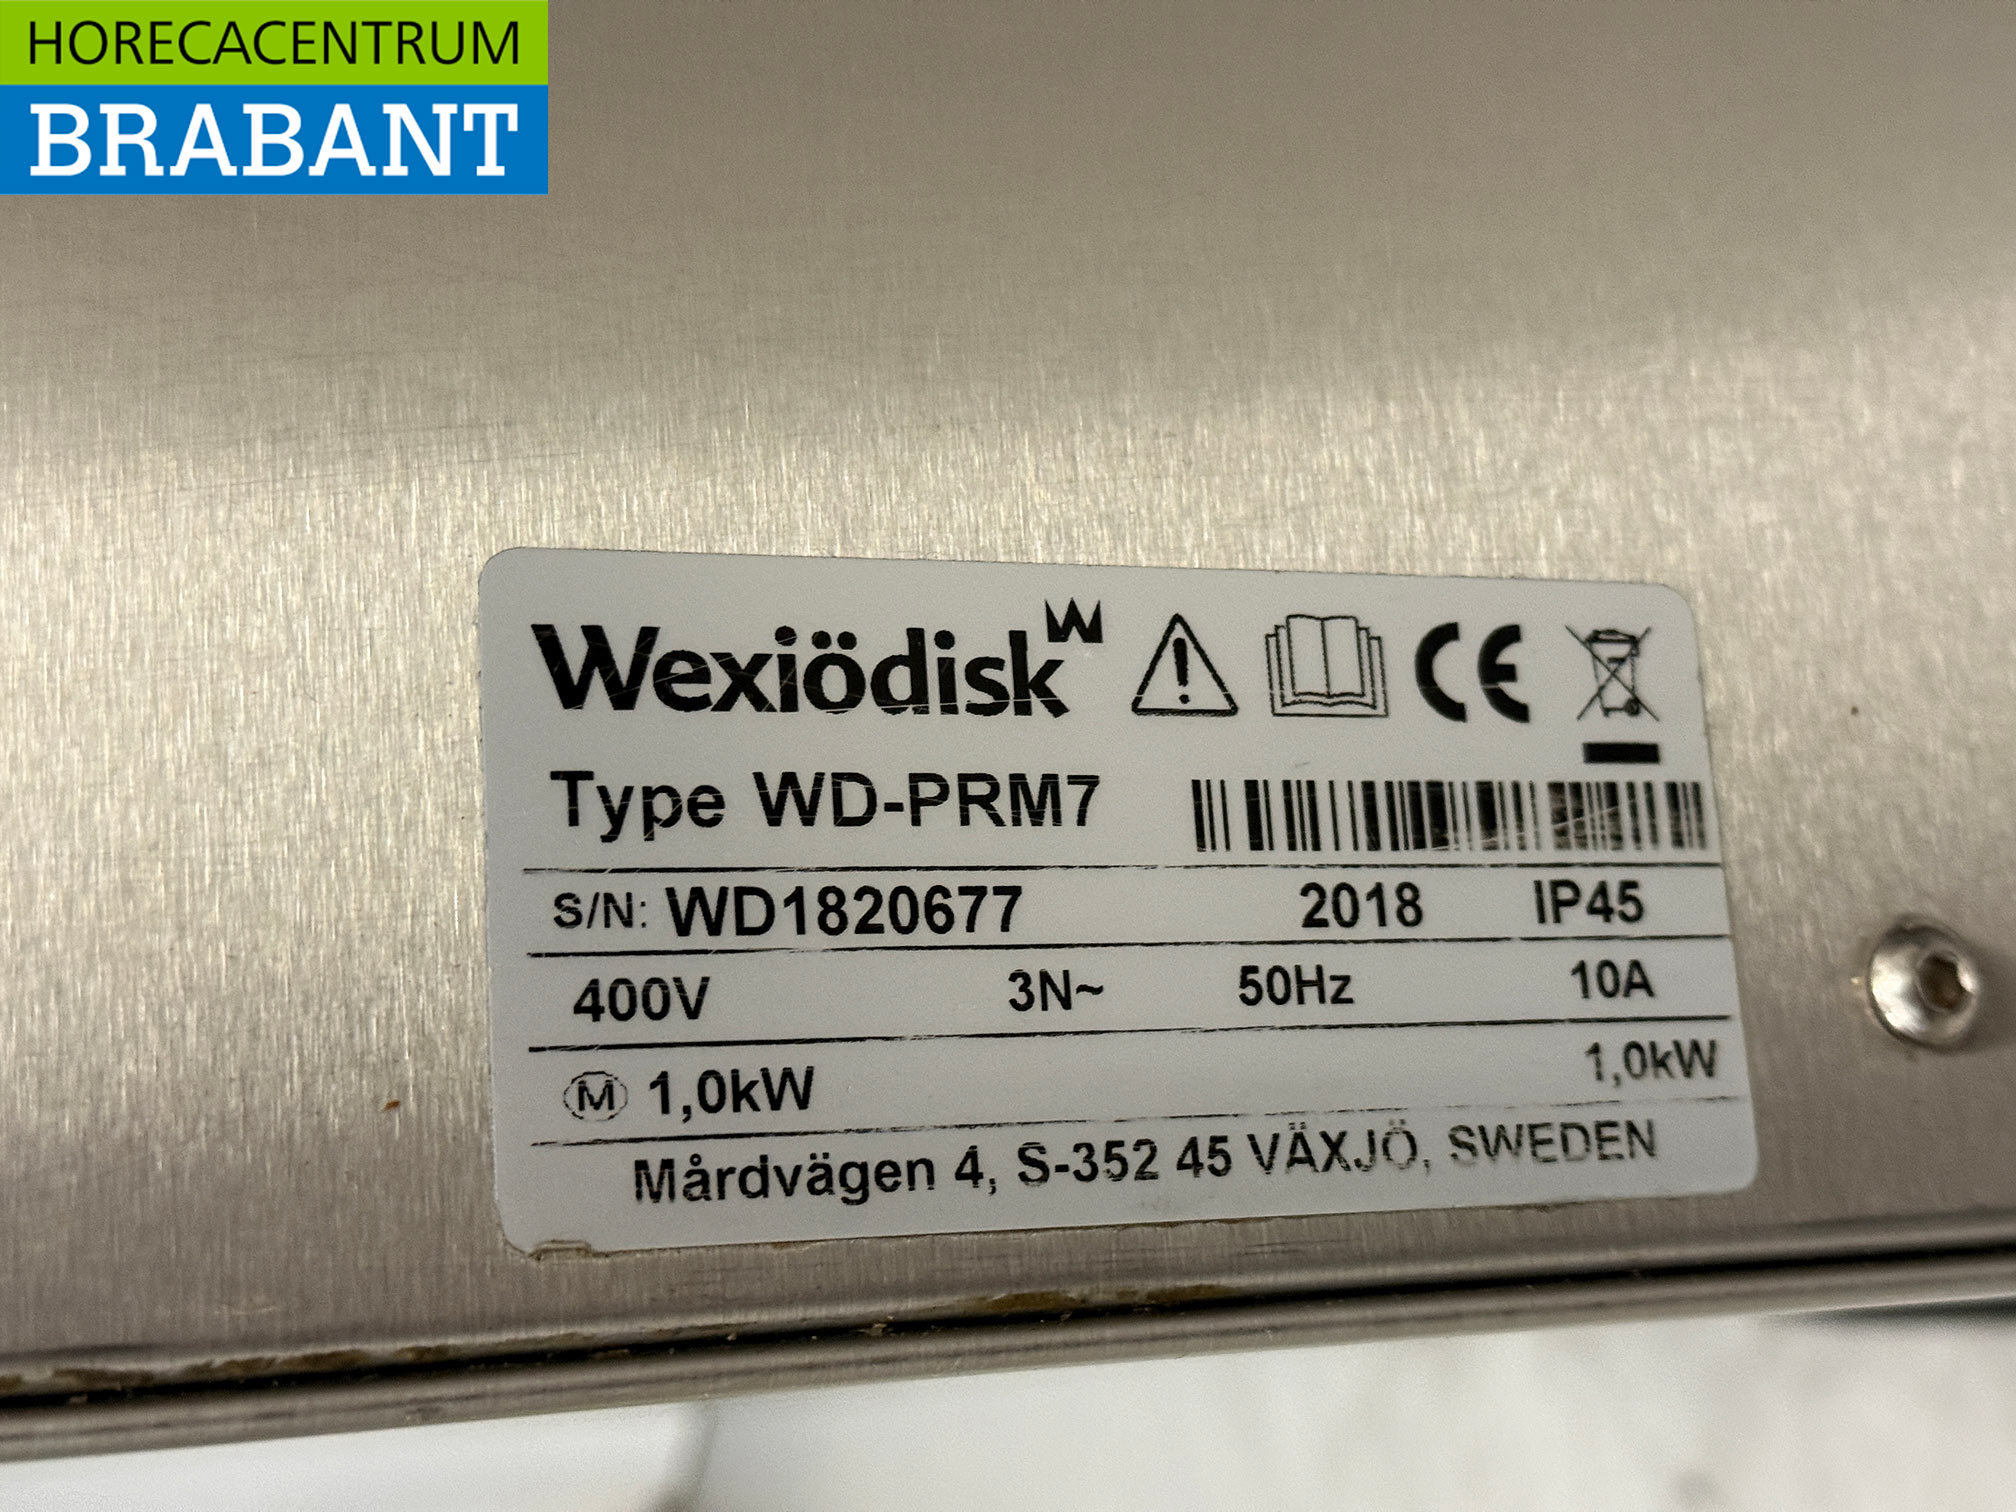 HORECACENTRUM
BRABANT
Wexiödisk
Type WD-PRM7
S/N: WD1820677 2018 IP45
400V 3N~ 50Hz 10A
M 1,0kW 1,0kW
Mårdvägen 4, S-352 45 VÄXJÖ, SWEDEN